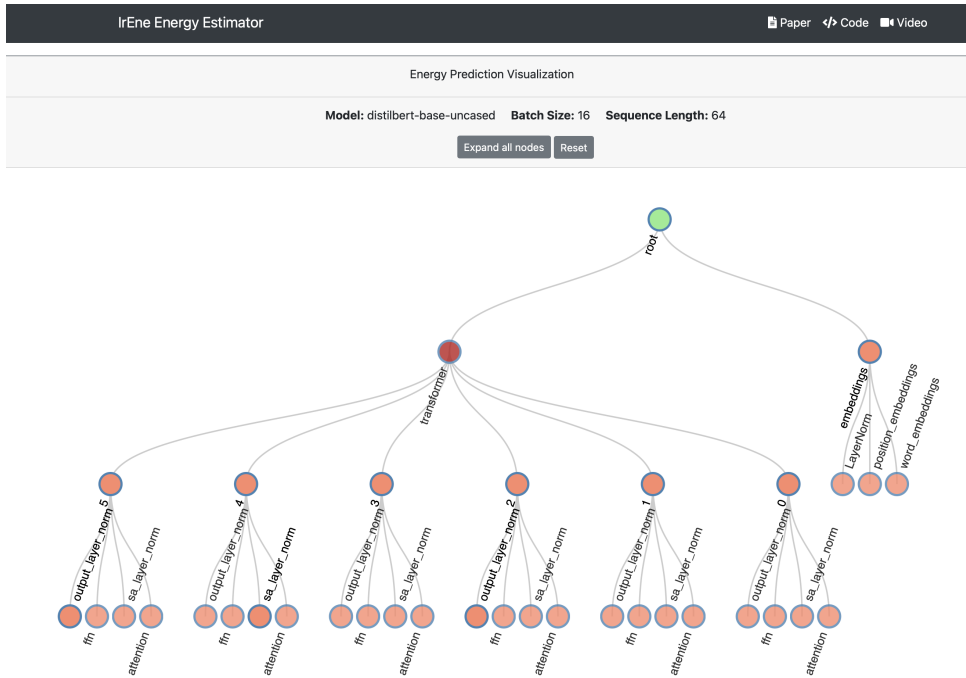 IrEne Energy Estimator
Paper
Code
Video
Energy Prediction Visualization
Model: distilbert-base-uncased Batch Size: 16 Sequence Length: 64
Expand all nodes
Reset
root
transformer
embeddings
LayerNorm
position_embeddings
word_embeddings
5
4
3
2
1
0
output_layer_norm
sa_layer_norm
output_layer_norm
sa_layer_norm
output_layer_norm
sa_layer_norm
output_layer_norm
sa_layer_norm
output_layer_norm
sa_layer_norm
output_layer_norm
sa_layer_norm
ffn
attention
ffn
attention
ffn
attention
ffn
attention
ffn
attention
ffn
attention